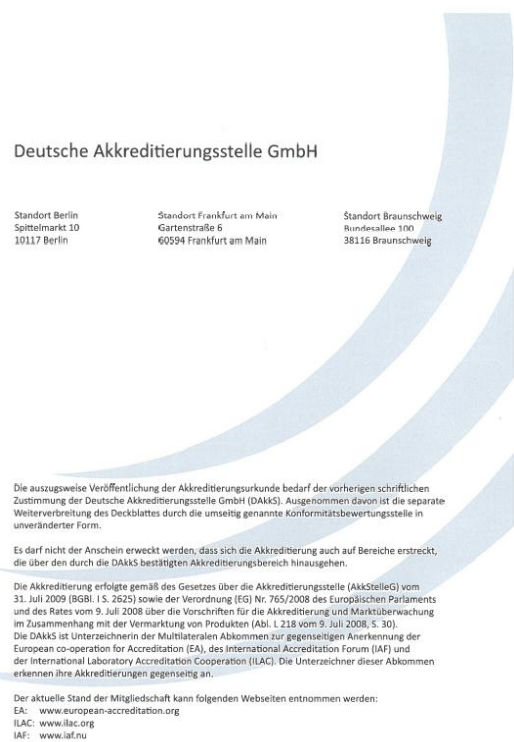 Deutsche Akkreditierungsstelle GmbH
Standort Berlin
Spittelmarkt 10
10117 Berlin
Standort Frankfurt am Main
Gartenstraße 6
60594 Frankfurt am Main
Standort Braunschweig
Bundesallee 100
38116 Braunschweig
Die auszugsweise Veröffentlichung der Akkreditierungsurkunde bedarf der vorherigen schriftlichen
Zustimmung der Deutsche Akkreditierungsstelle GmbH (DAkkS). Ausgenommen davon ist die separate
Weiterverbreitung des Deckblattes durch die umseitig genannte Konformitätsbewertungsstelle in
unveränderter Form.
Es darf nicht der Anschein erweckt werden, dass sich die Akkreditierung auch auf Bereiche erstreckt,
die über den durch die DAkkS bestätigten Akkreditierungsbereich hinausgehen.
Die Akkreditierung erfolgte gemäß des Gesetzes über die Akkreditierungsstelle (AkkStelleG) vom
31. Juli 2009 (BGBl. I S. 2625) sowie der Verordnung (EG) Nr. 765/2008 des Europäischen Parlaments
und des Rates vom 9. Juli 2008 über die Vorschriften für die Akkreditierung und Marktüberwachung
im Zusammenhang mit der Vermarktung von Produkten (Abl. L 218 vom 9. Juli 2008, S. 30).
Die DAkkS ist Unterzeichnerin der Multilateralen Abkommen zur gegenseitigen Anerkennung der
European co-operation for Accreditation (EA), des International Accreditation Forum (IAF) und
der International Laboratory Accreditation Cooperation (ILAC). Die Unterzeichner dieser Abkommen
erkennen ihre Akkreditierungen gegenseitig an.
Der aktuelle Stand der Mitgliedschaft kann folgenden Webseiten entnommen werden:
EA: www.european-accreditation.org
ILAC: www.ilac.org
IAF: www.iaf.nu